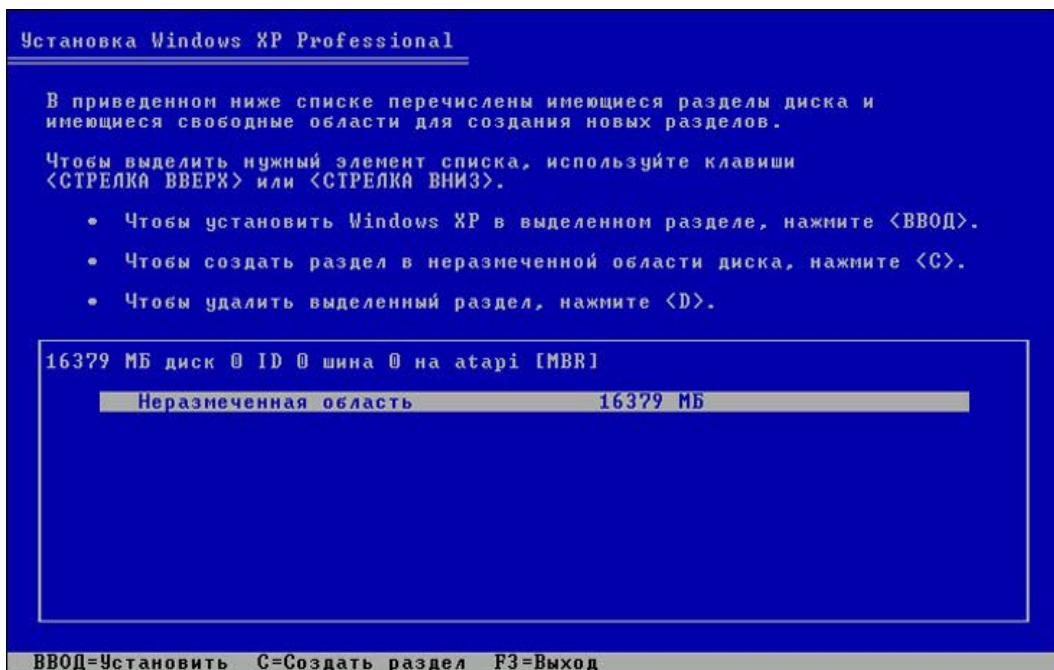 Установка Windows XP Professional
В приведенном ниже списке перечислены имеющиеся разделы диска и
имеющиеся свободные области для создания новых разделов.
Чтобы выделить нужный элемент списка, используйте клавиши
<СТРЕЛКА ВВЕРХ> или <СТРЕЛКА ВНИЗ>.
• Чтобы установить Windows XP в выделенном разделе, нажмите <ВВОД>.
• Чтобы создать раздел в неразмеченной области диска, нажмите <C>.
• Чтобы удалить выделенный раздел, нажмите <D>.
16379 МБ диск 0 ID 0 шина 0 на atapi [MBR]
Неразмеченная область 16379 МБ
ВВОД=Установить C=Создать раздел F3=Выход